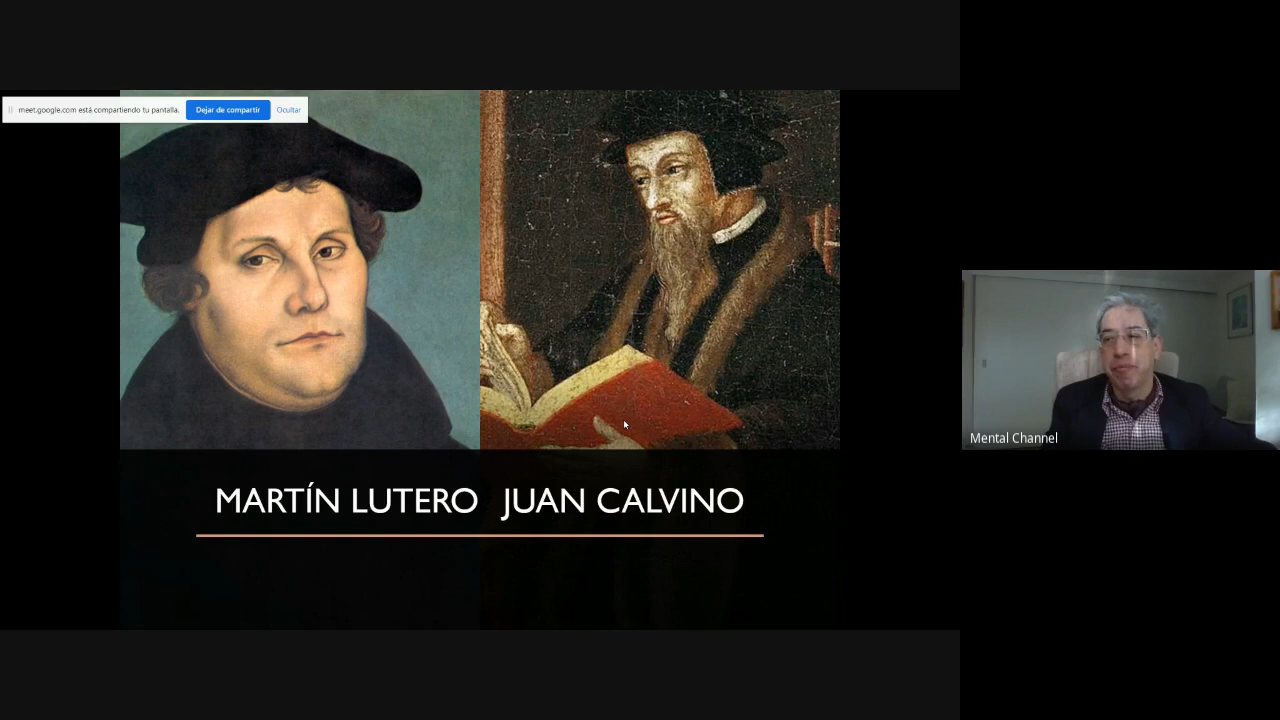 meet.google.com está compartiendo tu pantalla. Dejar de compartir Ocultar
MARTÍN LUTERO JUAN CALVINO
Mental Channel